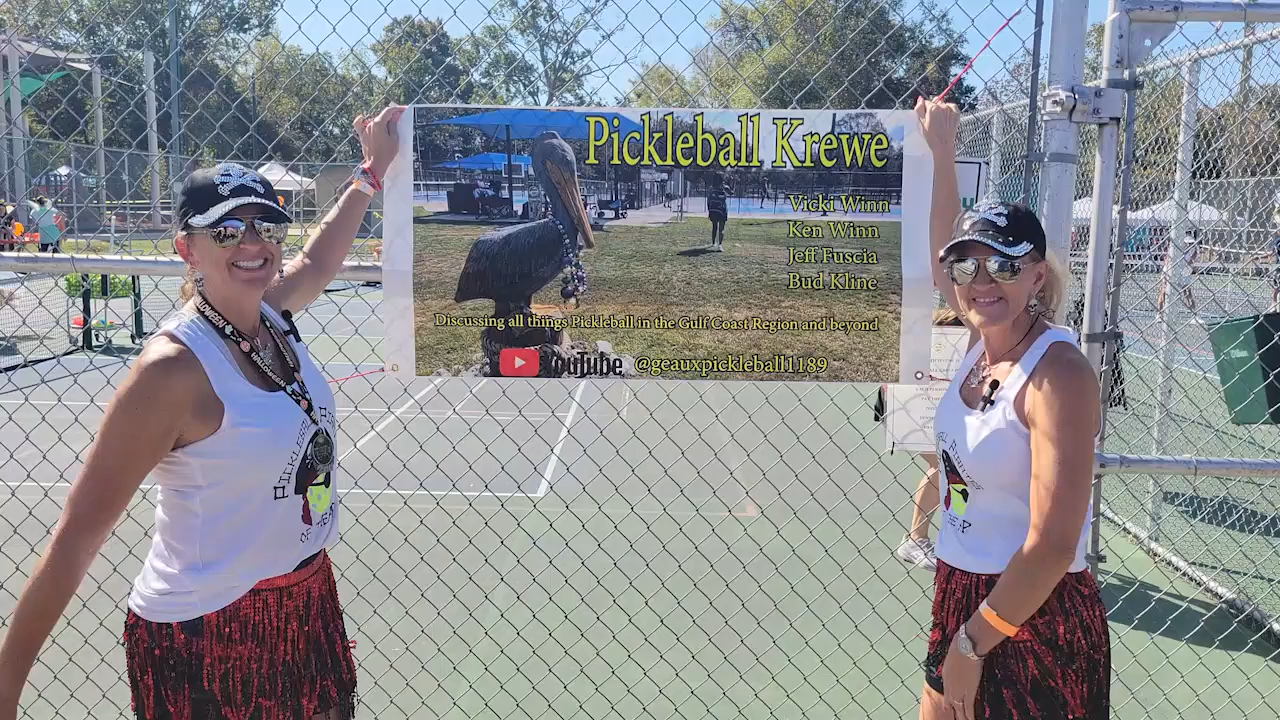 Pickleball Krewe
Vicki Winn
Ken Winn
Jeff Fuscia
Bud Kline
Discussing all things Pickleball in the Gulf Coast Region and beyond
YouTube @geauxpickleball1189
HALLOWEEN